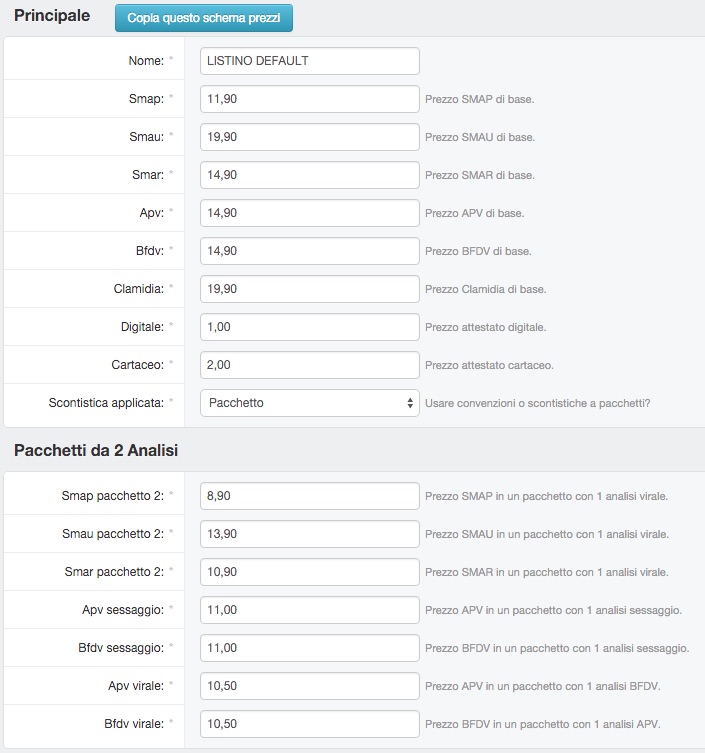 Principale Copia questo schema prezzi
Nome: * LISTINO DEFAULT
Smap: * 11,90 Prezzo SMAP di base.
Smau: * 19,90 Prezzo SMAU di base.
Smar: * 14,90 Prezzo SMAR di base.
Apv: * 14,90 Prezzo APV di base.
Bfdv: * 14,90 Prezzo BFDV di base.
Clamidia: * 19,90 Prezzo Clamidia di base.
Digitale: * 1,00 Prezzo attestato digitale.
Cartaceo: * 2,00 Prezzo attestato cartaceo.
Scontistica applicata: * Pacchetto Usare convenzioni o scontistiche a pacchetti?
Pacchetti da 2 Analisi
Smap pacchetto 2: * 8,90 Prezzo SMAP in un pacchetto con 1 analisi virale.
Smau pacchetto 2: * 13,90 Prezzo SMAU in un pacchetto con 1 analisi virale.
Smar pacchetto 2: * 10,90 Prezzo SMAR in un pacchetto con 1 analisi virale.
Apv sessaggio: * 11,00 Prezzo APV in un pacchetto con 1 analisi sessaggio.
Bfdv sessaggio: * 11,00 Prezzo BFDV in un pacchetto con 1 analisi sessaggio.
Apv virale: * 10,50 Prezzo APV in un pacchetto con 1 analisi BFDV.
Bfdv virale: * 10,50 Prezzo BFDV in un pacchetto con 1 analisi APV.